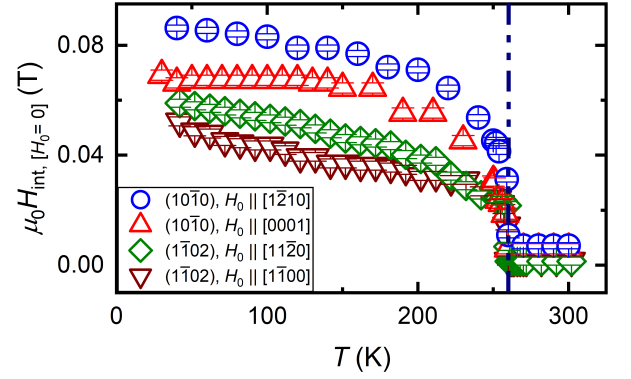 0.08
0.04
0.00
μ₀H_int, [H₀= 0] (T)
(101̅0), H₀ || [12̅10]
(101̅0), H₀ || [0001]
(11̅02), H₀ || [112̅0]
(11̅02), H₀ || [11̅00]
0 100 200 300
T (K)